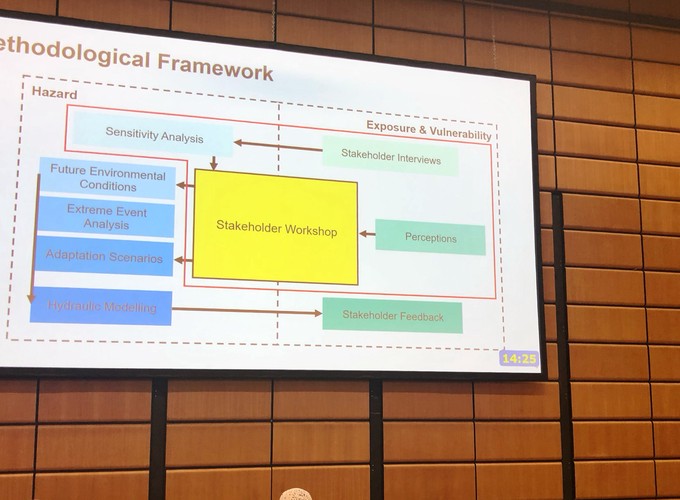 ethodological Framework
Hazard
Exposure & Vulnerability
Sensitivity Analysis
Stakeholder Interviews
Future Environmental
Conditions
Extreme Event
Analysis
Stakeholder Workshop
Perceptions
Adaptation Scenarios
Hydraulic Modelling
Stakeholder Feedback
14:25